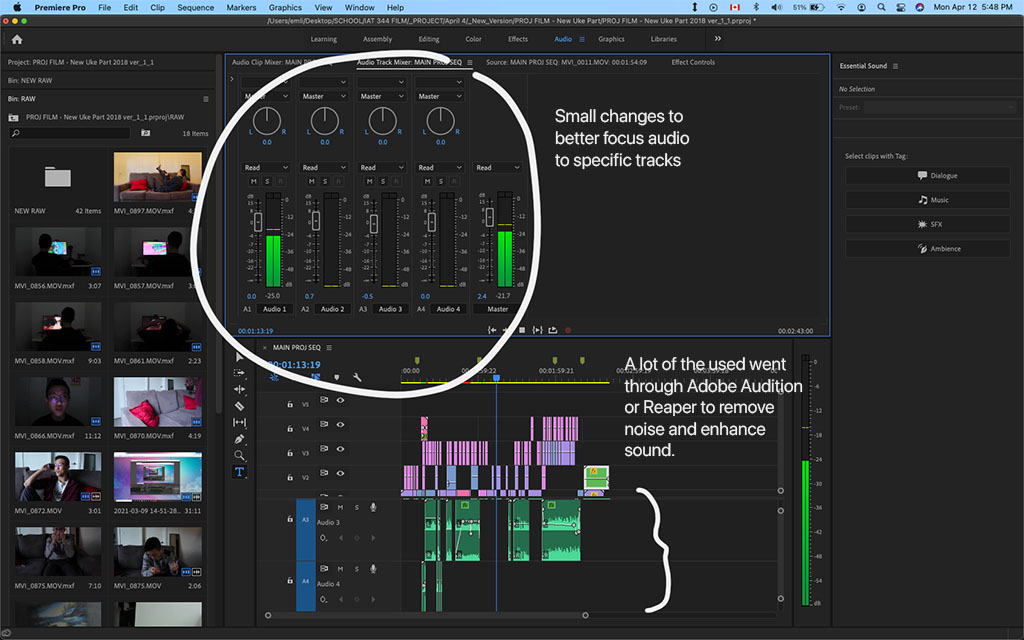 Premiere Pro File Edit Clip Sequence Markers Graphics View Window Help 51% Mon Apr 12 5:48 PM
/Users/emli/Desktop/SCHOOL/IAT 344 FILM/_PROJECT/April 4/_New_Version/PROJ FILM - New Uke Part/PROJ FILM - New Uke Part 2018 ver_1_1.prproj *
Learning Assembly Editing Color Effects Audio Graphics Libraries
Project: PROJ FILM - New Uke Part 2018 ver_1_1
Bin: NEW RAW
Bin: RAW
PROJ FILM - New Uke Part 2018 ver_1_1.prproj\RAW
18 Items
NEW RAW 42 Items
MVI_0897.MOV.mxf
MVI_0856.MOV.mxf 3:07
MVI_0857.MOV.mxf
MVI_0858.MOV.mxf 9:03
MVI_0861.MOV.mxf 2:23
MVI_0866.MOV.mxf 11:12
MVI_0870.MOV.mxf 4:19
MVI_0872.MOV 3:01
2021-03-09 14-51-28... 31:11
MVI_0875.MOV.mxf 7:10
MVI_0875.MOV 2:06
Audio Clip Mixer: MAIN PROJ SEQ
Audio Track Mixer: MAIN PROJ SEQ
Source: MAIN PROJ SEQ: MVI_0011.MOV: 00:01:54:09
Effect Controls
Master Master Master
L R L R L R L R
0.0 0.0 0.0 0.0
Read Read Read Read Read
M S R M S R M S R M S R
0.0 -25.0 0.7 -0.5 0.0 2.4 -21.7
A1 Audio 1 A2 Audio 2 A3 Audio 3 A4 Audio 4 Master
00:01:13:19
00:02:43:00
Small changes to
better focus audio
to specific tracks
Essential Sound
No Selection
Preset:
Select clips with Tag:
Dialogue
Music
SFX
Ambience
MAIN PROJ SEQ
00:01:13:19
:00:00 00:01:59:21
V5
V4
V3
V2
A3 M S
Audio 3
A4 M S
Audio 4
A lot of the used went
through Adobe Audition
or Reaper to remove
noise and enhance
sound.
0
-6
-12
-18
-24
-30
-36
-42
-48
-54
dB